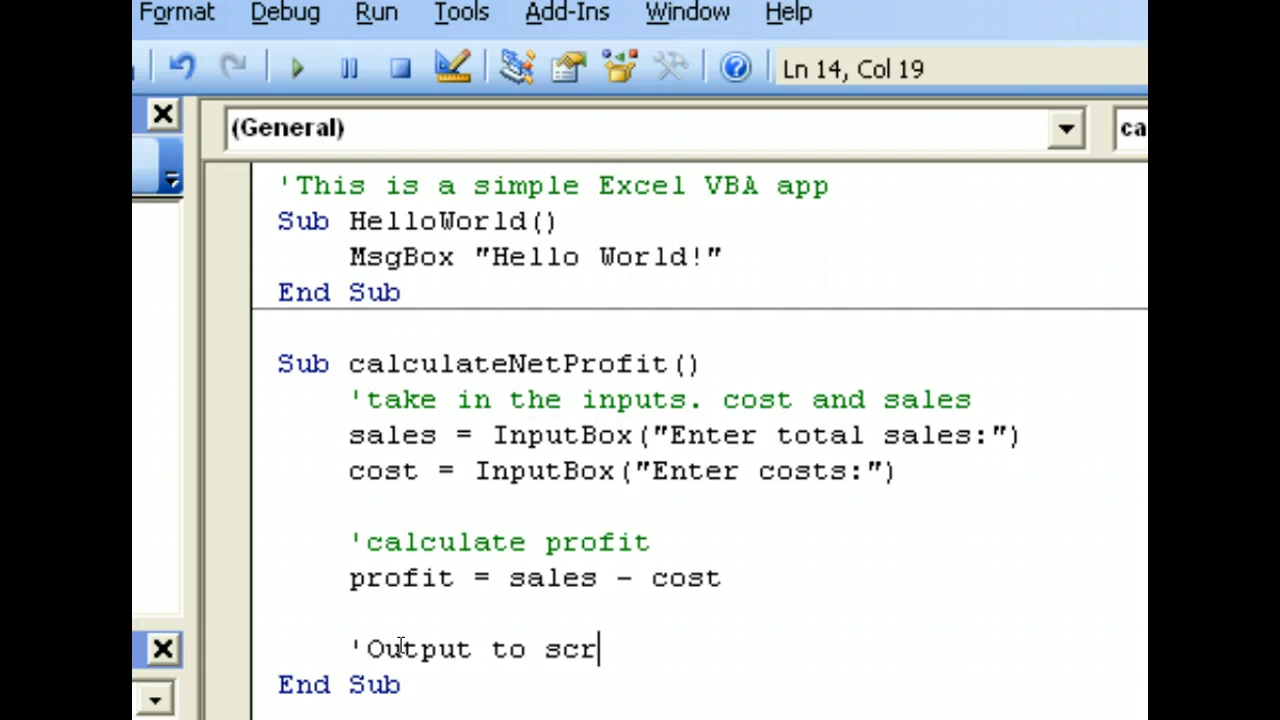 Format Debug Run Tools Add-Ins Window Help
Ln 14, Col 19
(General) ca
'This is a simple Excel VBA app
Sub HelloWorld()
MsgBox "Hello World!"
End Sub
Sub calculateNetProfit()
'take in the inputs. cost and sales
sales = InputBox("Enter total sales:")
cost = InputBox("Enter costs:")
'calculate profit
profit = sales - cost
'Output to scr
End Sub